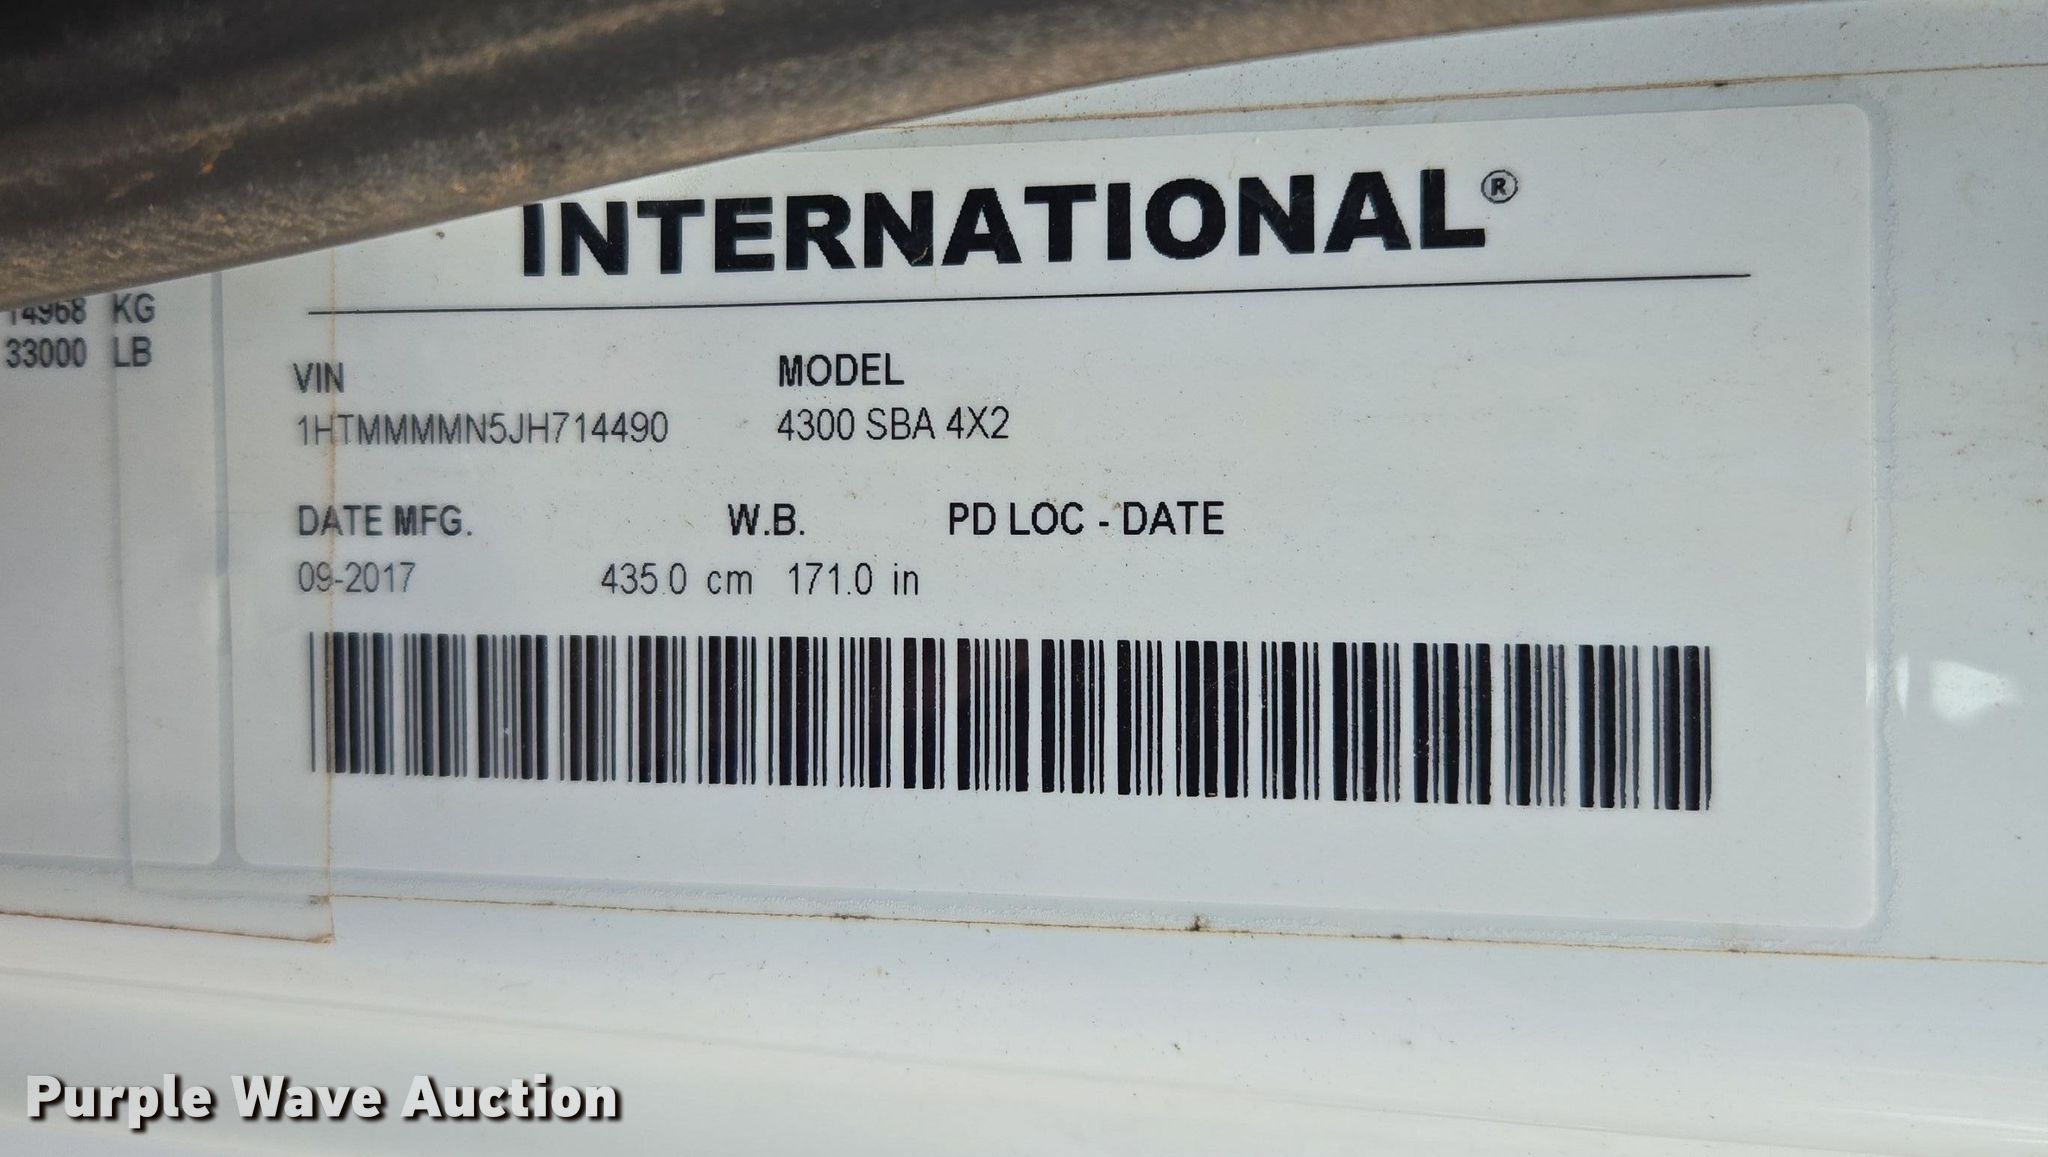 INTERNATIONAL®
14968 KG
33000 LB
VIN MODEL
1HTMMMMN5JH714490 4300 SBA 4X2
DATE MFG. W.B. PD LOC - DATE
09-2017 435.0 cm 171.0 in
Purple Wave Auction